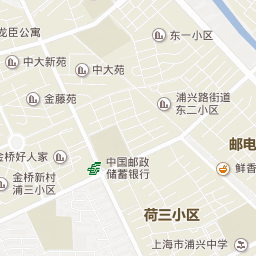 龙臣公寓
东一小区
中大新苑
中大苑
金藤苑
浦兴路街道
东二小区
邮电
金桥好人家
中国邮政
储蓄银行
鲜香
金桥新村
浦三小区
荷三小区
上海市浦兴中学